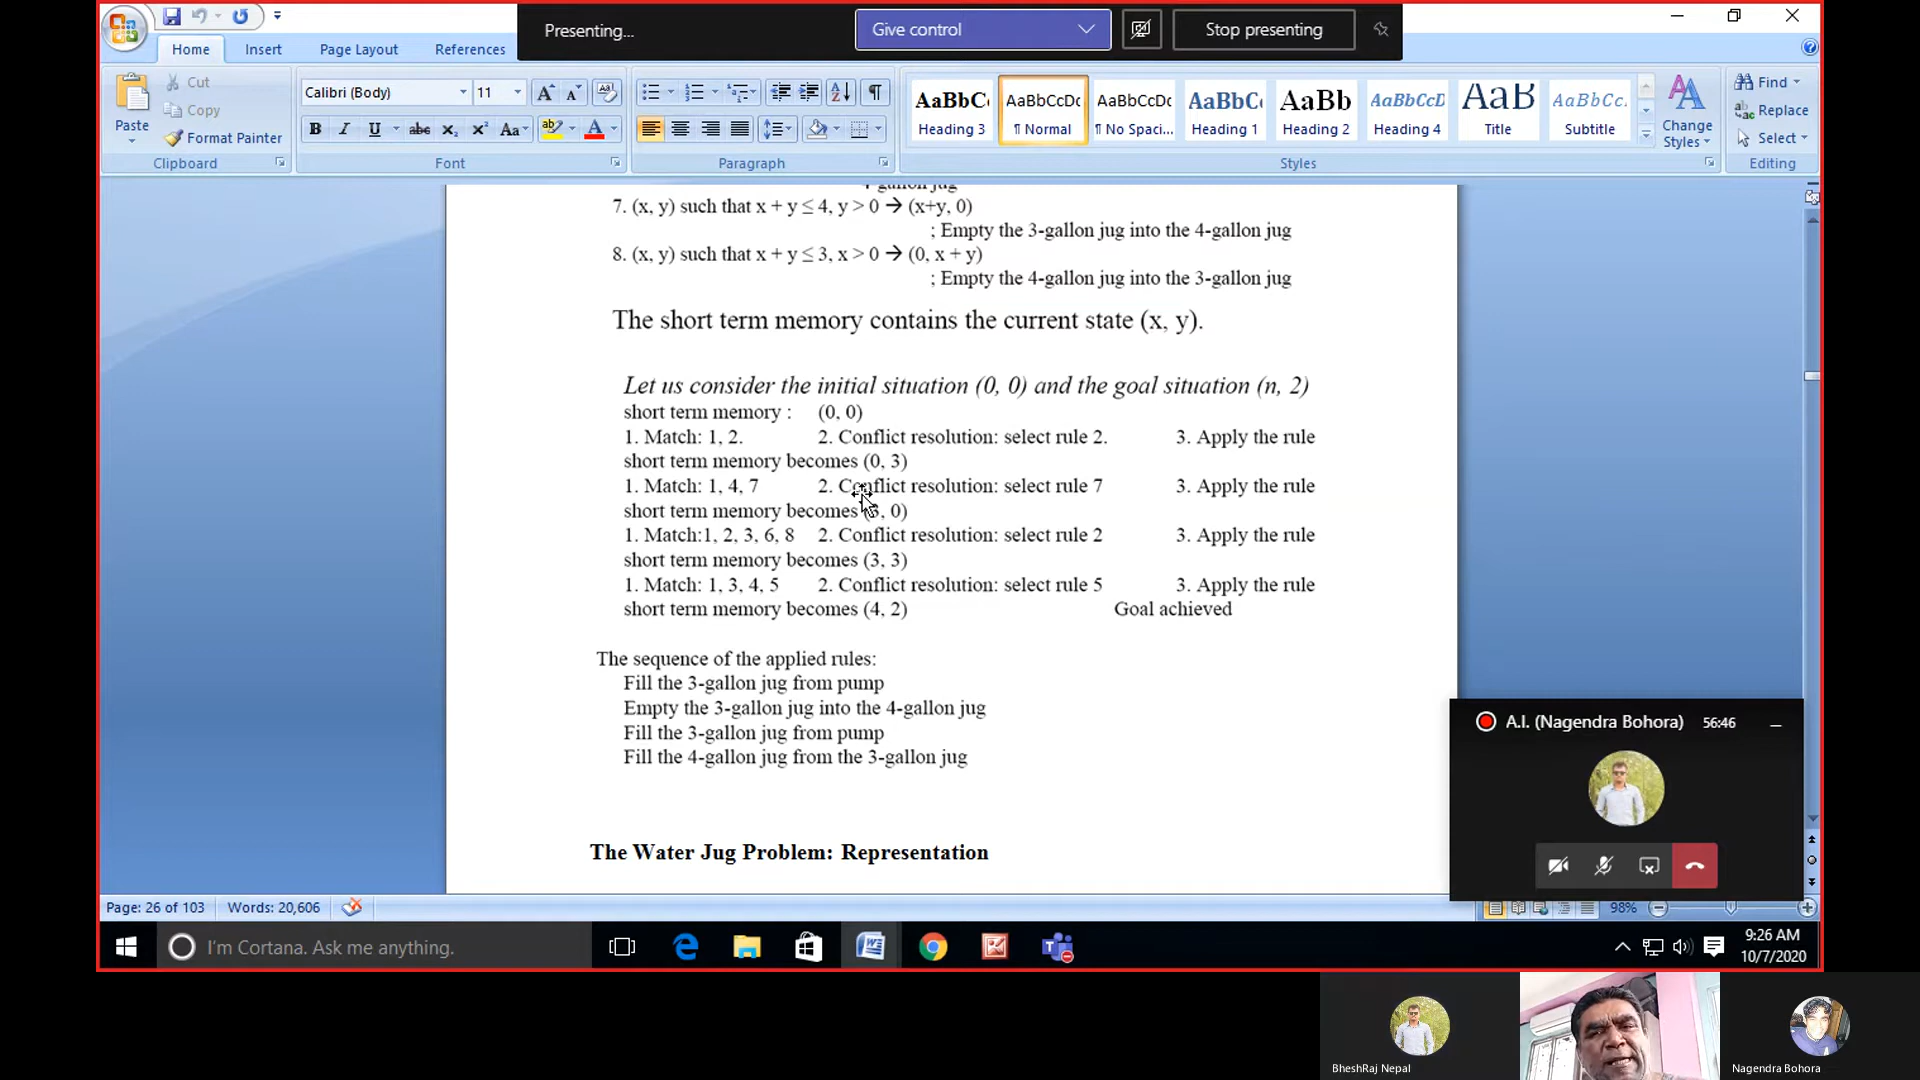 Presenting...
Give control
Stop presenting
Home
Insert
Page Layout
References
Cut
Copy
Format Painter
Paste
Clipboard
Calibri (Body)
11
Font
Paragraph
AaBbC
Heading 3
AaBbCcDc
¶ Normal
AaBbCcDc
¶ No Spaci...
AaBbC
Heading 1
AaBb
Heading 2
AaBbCcD
Heading 4
AaB
Title
AaBbCc.
Subtitle
Change
Styles
Styles
Find
Replace
Select
Editing
4-gallon jug
7. (x, y) such that x + y ≤ 4, y > 0 → (x+y, 0)
; Empty the 3-gallon jug into the 4-gallon jug
8. (x, y) such that x + y ≤ 3, x > 0 → (0, x + y)
; Empty the 4-gallon jug into the 3-gallon jug
The short term memory contains the current state (x, y).
Let us consider the initial situation (0, 0) and the goal situation (n, 2)
short term memory : (0, 0)
1. Match: 1, 2. 2. Conflict resolution: select rule 2. 3. Apply the rule
short term memory becomes (0, 3)
1. Match: 1, 4, 7 2. Conflict resolution: select rule 7 3. Apply the rule
short term memory becomes (3, 0)
1. Match:1, 2, 3, 6, 8 2. Conflict resolution: select rule 2 3. Apply the rule
short term memory becomes (3, 3)
1. Match: 1, 3, 4, 5 2. Conflict resolution: select rule 5 3. Apply the rule
short term memory becomes (4, 2) Goal achieved
The sequence of the applied rules:
Fill the 3-gallon jug from pump
Empty the 3-gallon jug into the 4-gallon jug
Fill the 3-gallon jug from pump
Fill the 4-gallon jug from the 3-gallon jug
The Water Jug Problem: Representation
A.I. (Nagendra Bohora) 56:46
Page: 26 of 103
Words: 20,606
98%
I'm Cortana. Ask me anything.
9:26 AM
10/7/2020
BheshRaj Nepal
Nagendra Bohora